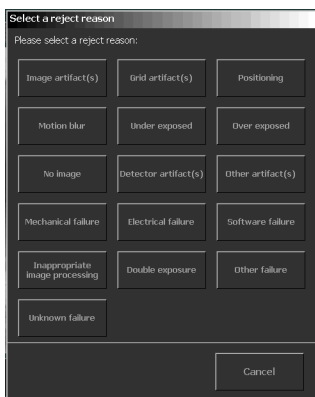 Select a reject reason
Please select a reject reason:
Image artifact(s) Grid artifact(s) Positioning
Motion blur Under exposed Over exposed
No image Detector artifact(s) Other artifact(s)
Mechanical failure Electrical failure Software failure
Inappropriate
image processing Double exposure Other failure
Unknown failure
Cancel